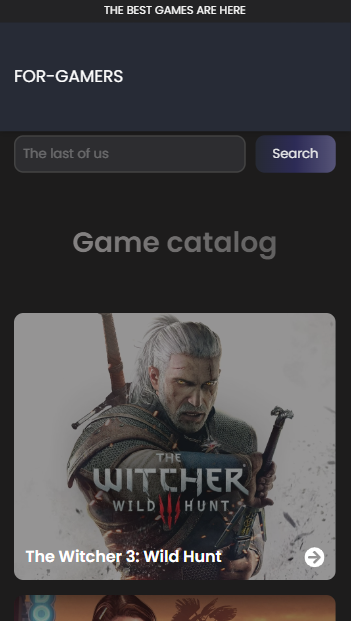 THE BEST GAMES ARE HERE
FOR-GAMERS
The last of us
Search
Game catalog
THE
WITCHER
WILD HUNT
The Witcher 3: Wild Hunt